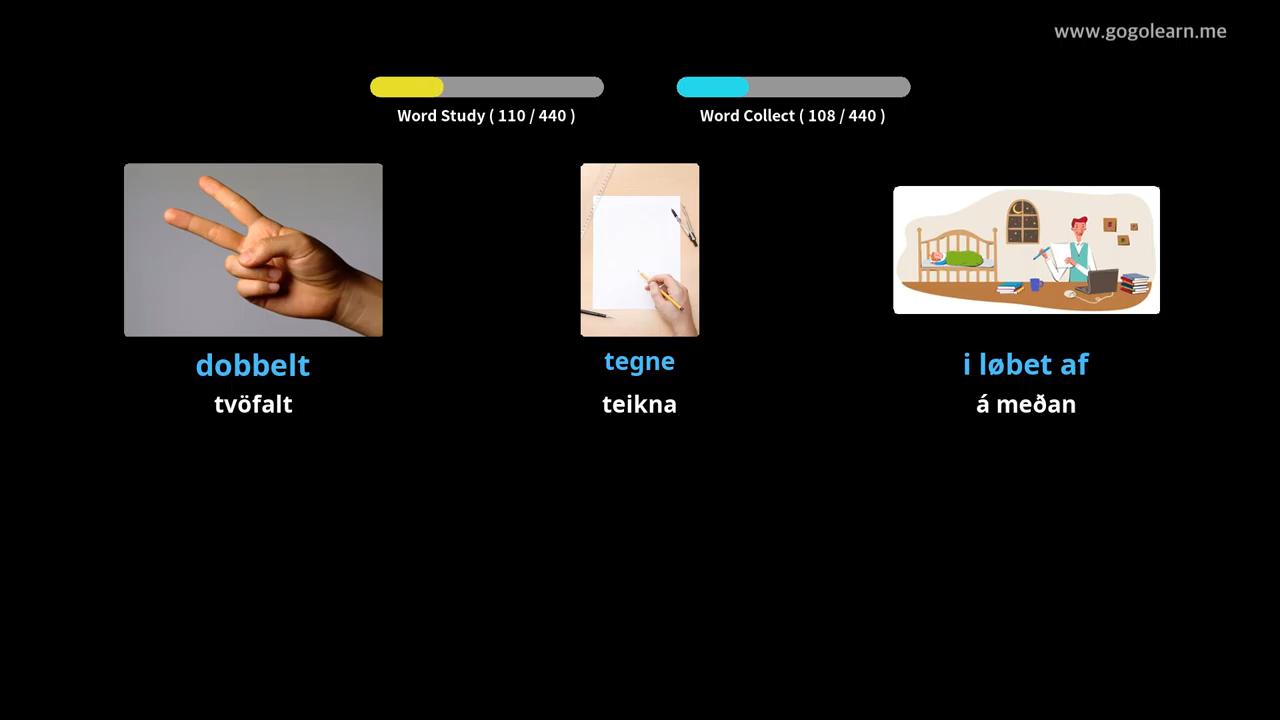 www.gogolearn.me
Word Study ( 110 / 440 )
Word Collect ( 108 / 440 )
dobbelt
tegne
i løbet af
tvöfalt
teikna
á meðan